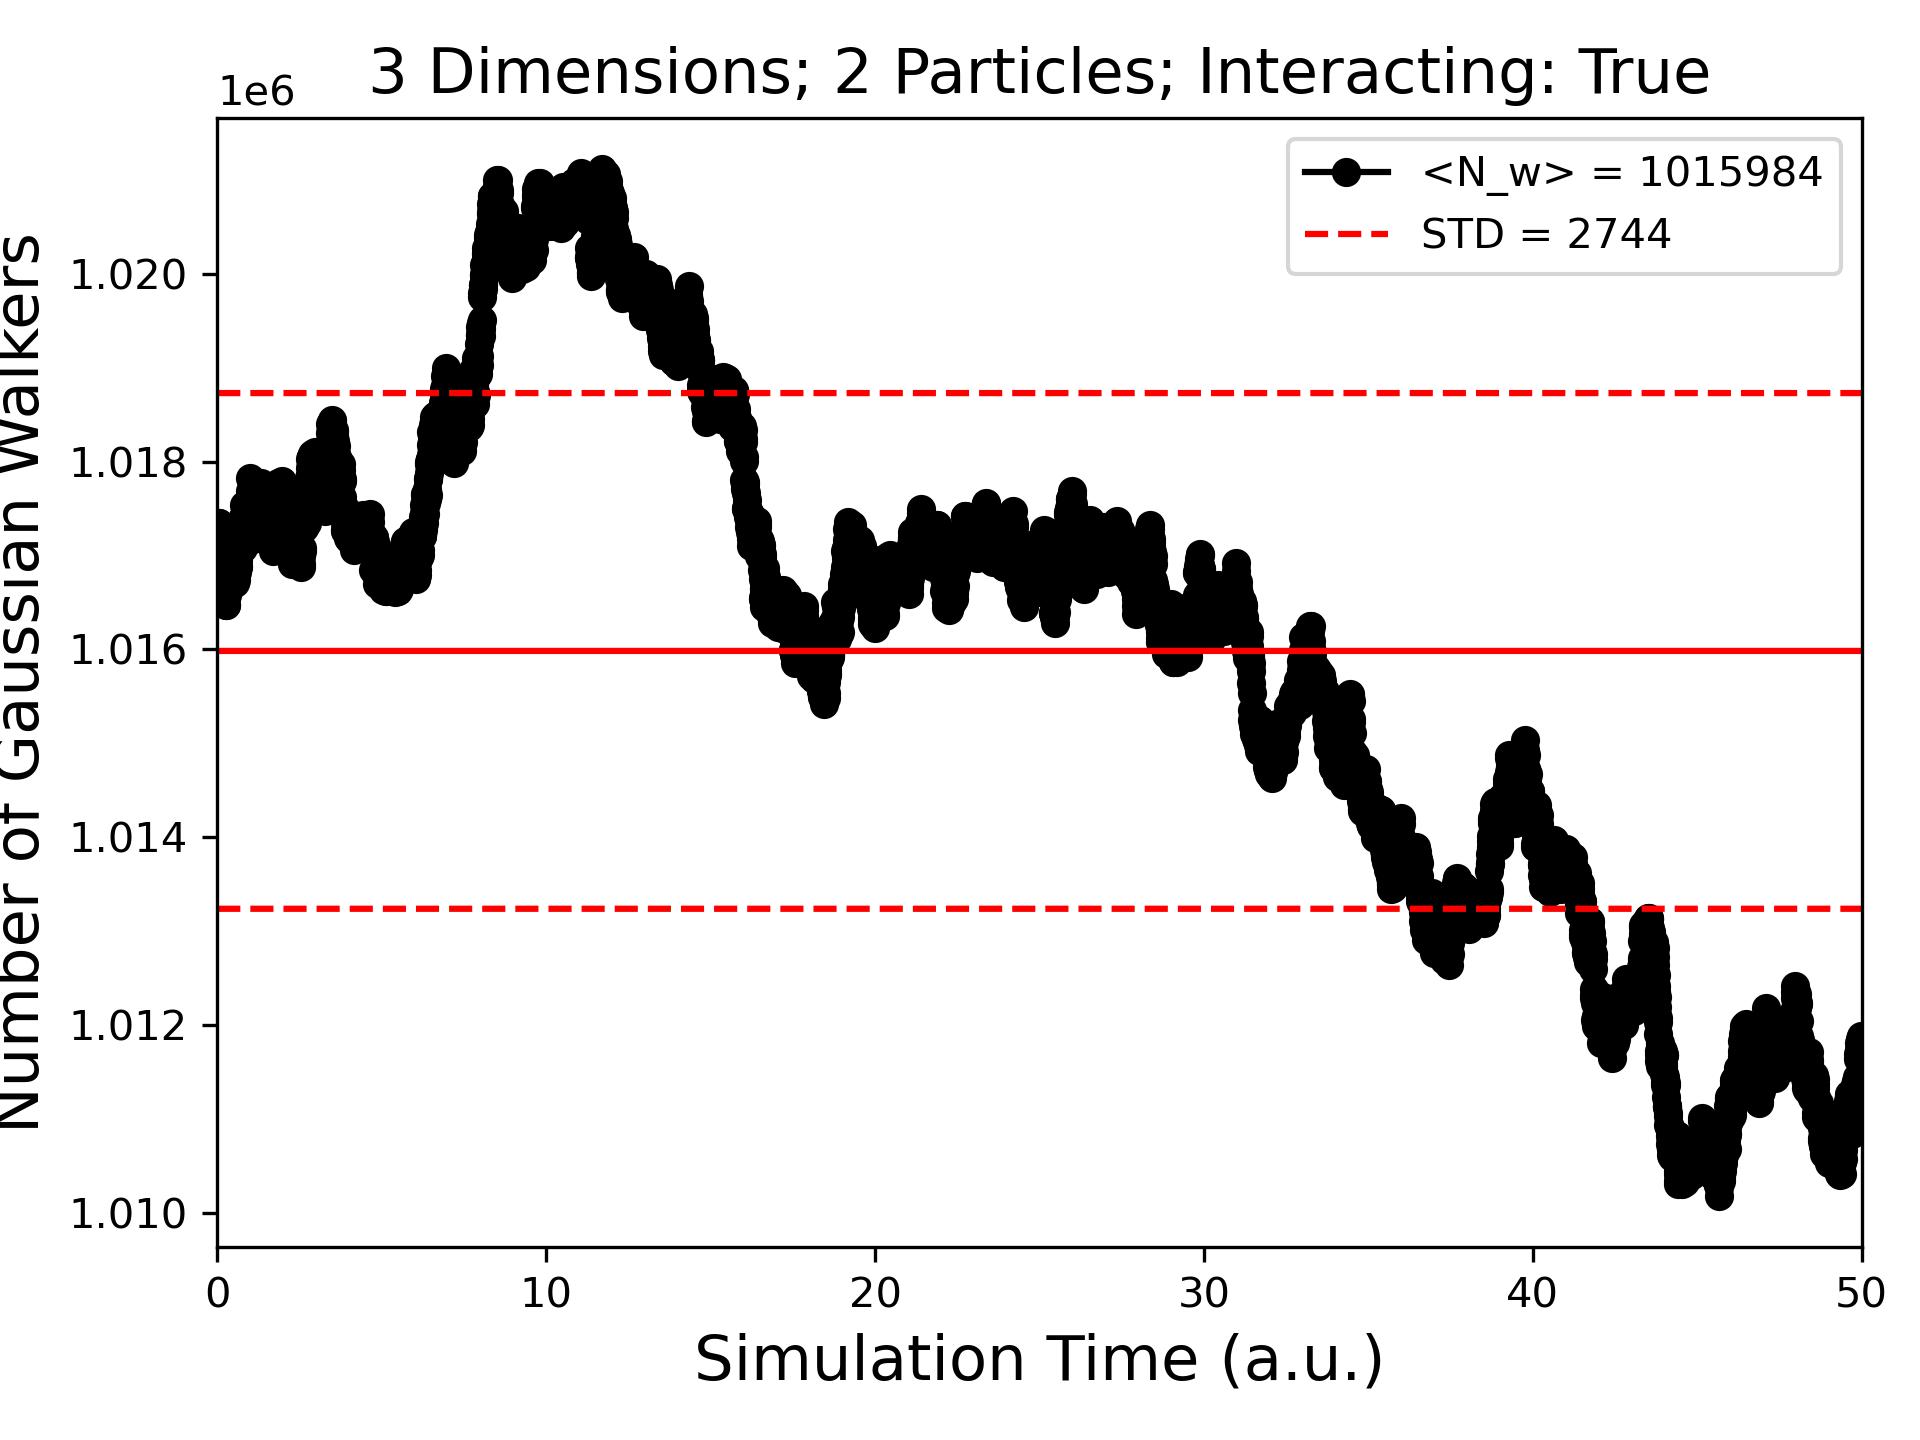 3 Dimensions; 2 Particles; Interacting: True
1e6
<N_w> = 1015984
STD = 2744
Number of Gaussian Walkers
1.020
1.018
1.016
1.014
1.012
1.010
0 10 20 30 40 50
Simulation Time (a.u.)